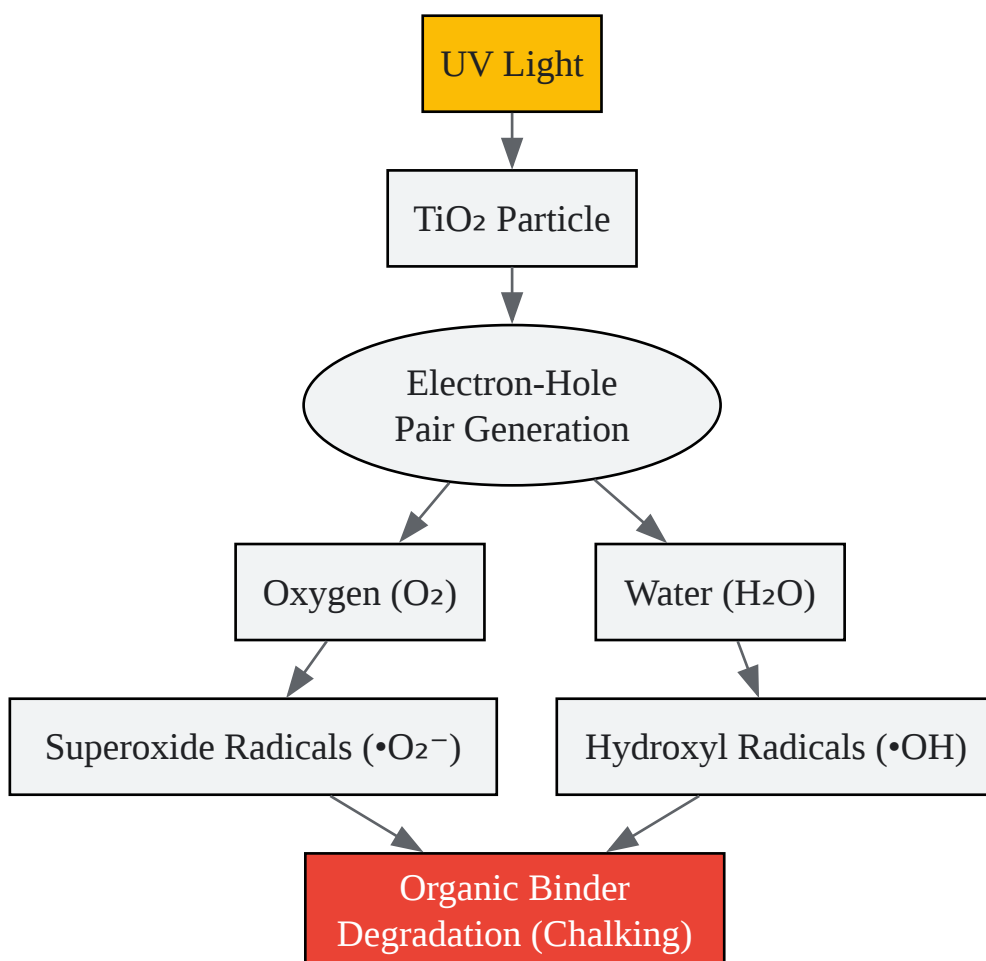 UV Light
TiO₂ Particle
Electron-Hole
Pair Generation
Oxygen (O₂)
Water (H₂O)
Superoxide Radicals (•O₂⁻)
Hydroxyl Radicals (•OH)
Organic Binder
Degradation (Chalking)